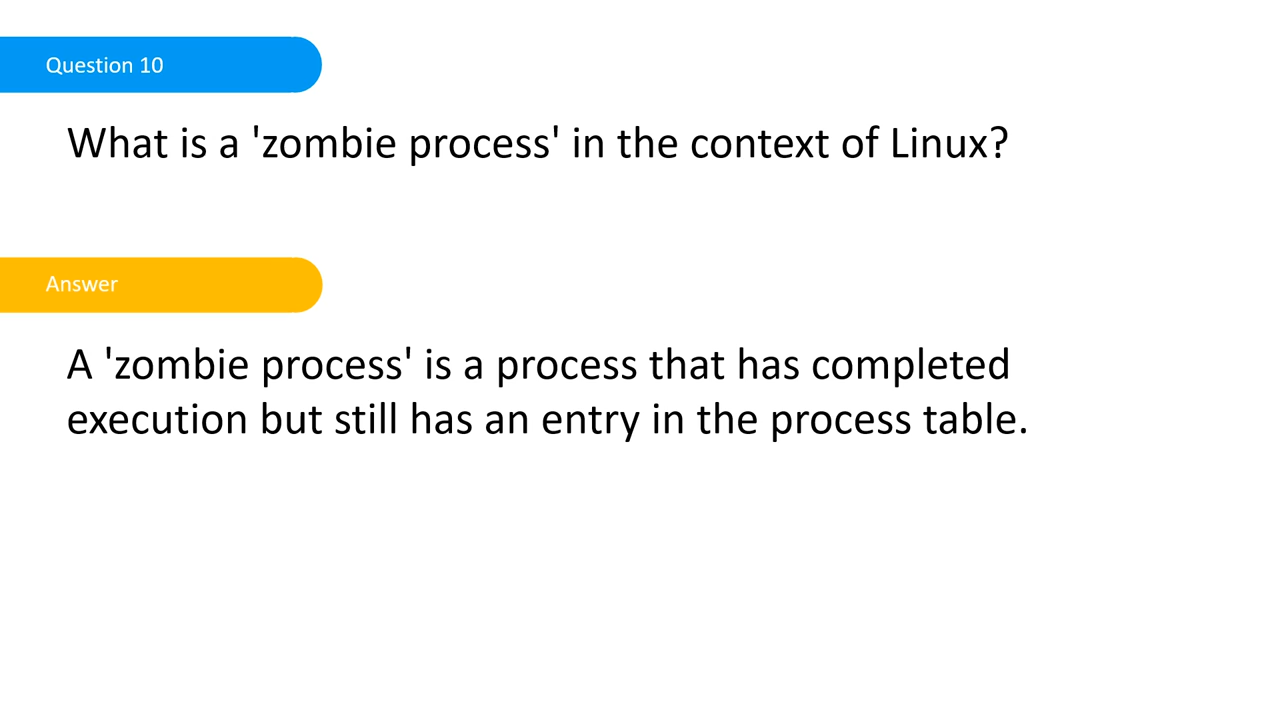 Question 10
What is a 'zombie process' in the context of Linux?
Answer
A 'zombie process' is a process that has completed
execution but still has an entry in the process table.